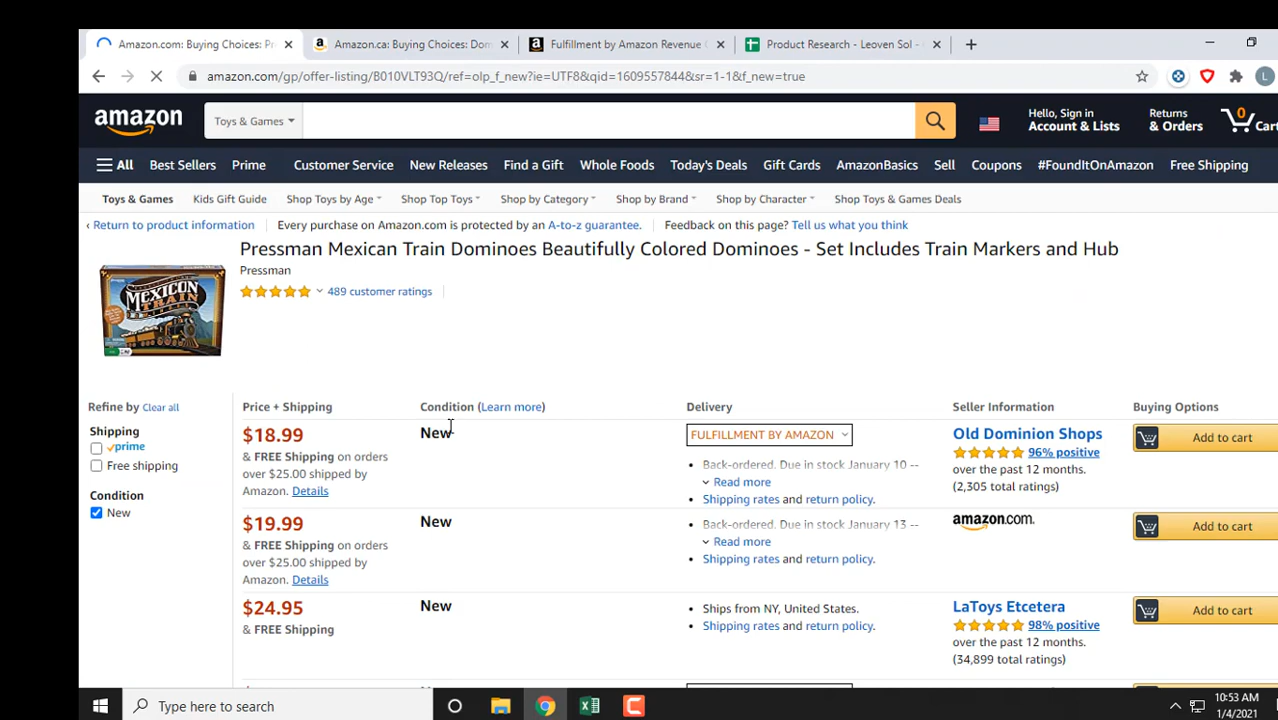 Amazon.com: Buying Choices: Pr
Amazon.ca: Buying Choices: Dom
Fulfillment by Amazon Revenue C
Product Research - Leoven Sol -
amazon.com/gp/offer-listing/B010VLT93Q/ref=olp_f_new?ie=UTF8&qid=1609557844&sr=1-1&f_new=true
L
amazon
Toys & Games
Hello, Sign in
Account & Lists
Returns
& Orders
0
Cart
All Best Sellers Prime Customer Service New Releases Find a Gift Whole Foods Today's Deals Gift Cards AmazonBasics Sell Coupons #FoundItOnAmazon Free Shipping
Toys & Games Kids Gift Guide Shop Toys by Age Shop Top Toys Shop by Category Shop by Brand Shop by Character Shop Toys & Games Deals
‹ Return to product information Every purchase on Amazon.com is protected by an A-to-z guarantee. Feedback on this page? Tell us what you think
Pressman Mexican Train Dominoes Beautifully Colored Dominoes - Set Includes Train Markers and Hub
Pressman
489 customer ratings
MEXICAN
TRAIN
Refine by Clear all
Shipping
prime
Free shipping
Condition
New
Price + Shipping Condition (Learn more) Delivery Seller Information Buying Options
$18.99
& FREE Shipping on orders
over $25.00 shipped by
Amazon. Details
New
FULFILLMENT BY AMAZON
• Back-ordered. Due in stock January 10 --
Read more
• Shipping rates and return policy.
Old Dominion Shops
96% positive
over the past 12 months.
(2,305 total ratings)
Add to cart
$19.99
& FREE Shipping on orders
over $25.00 shipped by
Amazon. Details
New
• Back-ordered. Due in stock January 13 --
Read more
• Shipping rates and return policy.
amazon.com.
Add to cart
$24.95
& FREE Shipping
New
• Ships from NY, United States.
• Shipping rates and return policy.
LaToys Etcetera
98% positive
over the past 12 months.
(34,899 total ratings)
Add to cart
Type here to search
10:53 AM
1/4/2021